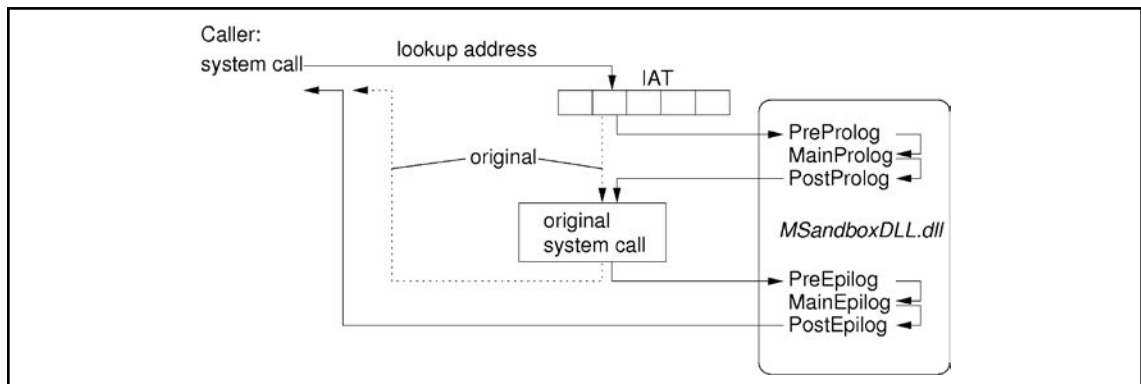 Caller:
system call
lookup address
IAT
PreProlog
MainProlog
PostProlog
original
original
system call
MSandboxDLL.dll
PreEpilog
MainEpilog
PostEpilog